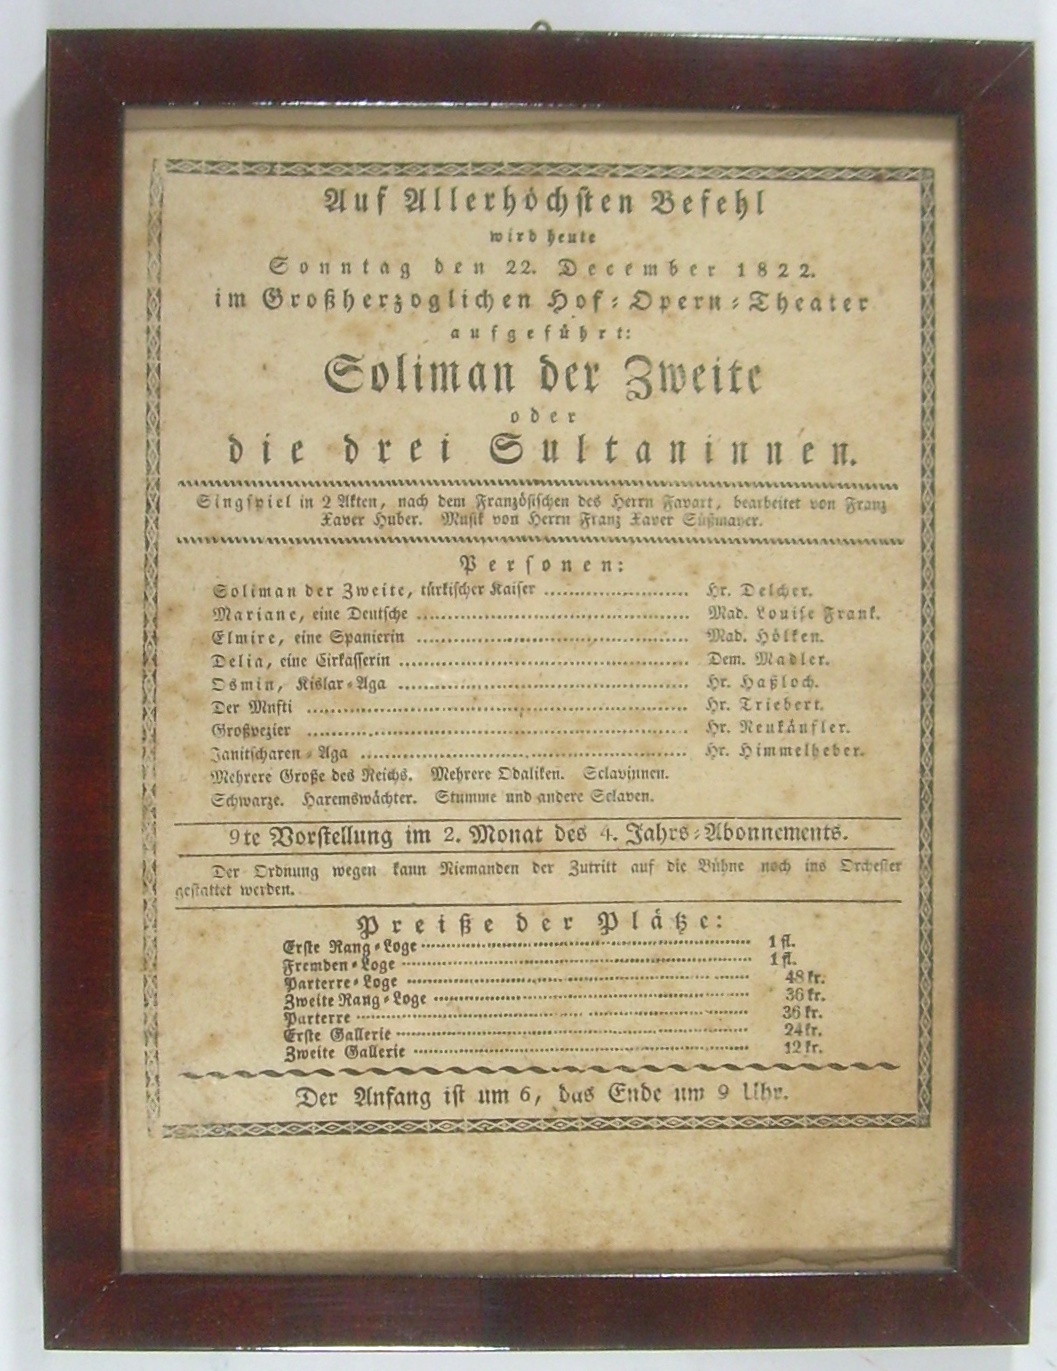 Auf Allerhöchsten Befehl
wird heute
Sonntag den 22. December 1822.
im Großherzoglichen Hof-Opern-Theater
aufgeführt:
Soliman der Zweite
oder
die drei Sultaninnen.
Singspiel in 2 Akten, nach dem Französischen des Herrn Favart, bearbeitet von Franz
Xaver Huber. Musik von Herrn Franz Xaver Süßmayer.
Personen:
Soliman der Zweite, türkischer Kaiser ........ Hr. Delcher.
Mariane, eine Deutsche ........ Mad. Louise Frank.
Elmire, eine Spanierin ........ Mad. Hölken.
Delia, eine Cirkasserin ........ Dem. Madler.
Osmin, Kislar-Aga ........ Hr. Haßloch.
Der Mufti ........ Hr. Triebert.
Großvezier ........ Hr. Neukäufler.
Janitscharen-Aga ........ Hr. Himmelheber.
Mehrere Große des Reichs. Mehrere Odalisken. Sclavinnen.
Schwarze. Haremswächter. Stumme und andere Sclaven.
9te Vorstellung im 2. Monat des 4. Jahrs-Abonnements.
Der Ordnung wegen kann Niemanden der Zutritt auf die Bühne noch ins Orchester
gestattet werden.
Preiße der Plätze:
Erste Rang-Loge ........ 1 fl.
Fremden-Loge ........ 1 fl.
Parterre-Loge ........ 48 kr.
Zweite Rang-Loge ........ 36 kr.
Parterre ........ 36 kr.
Erste Gallerie ........ 24 kr.
Zweite Gallerie ........ 12 kr.
Der Anfang ist um 6, das Ende um 9 Uhr.